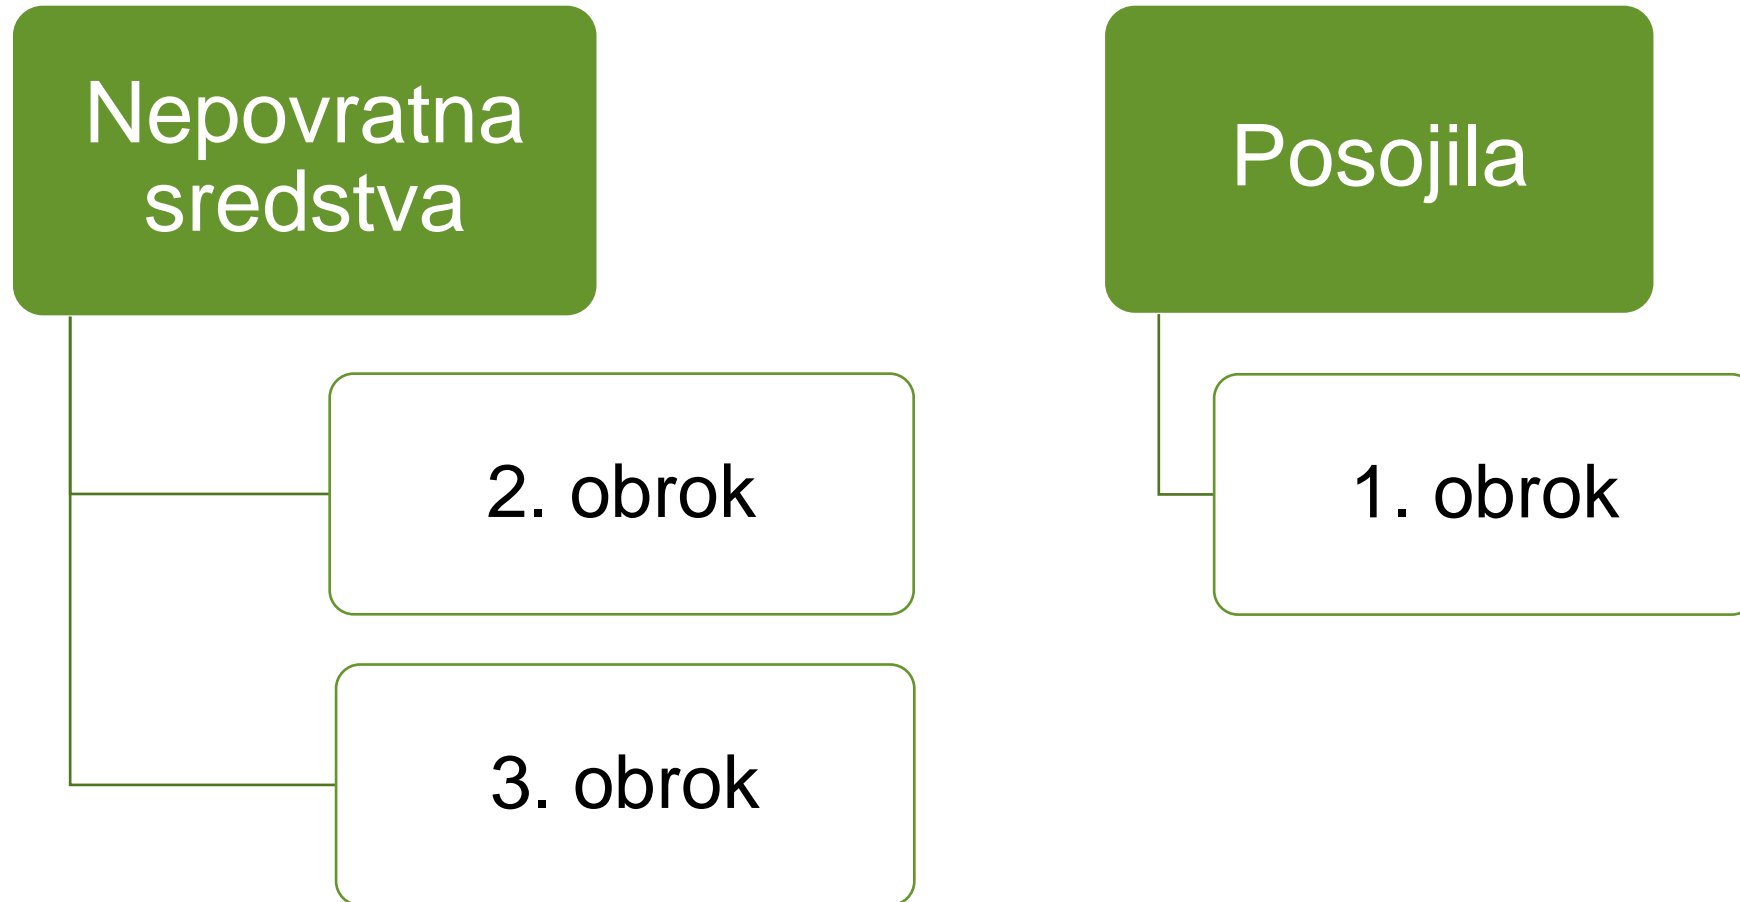 Nepovratna
sredstva
2. obrok
3. obrok
Posojila
1. obrok